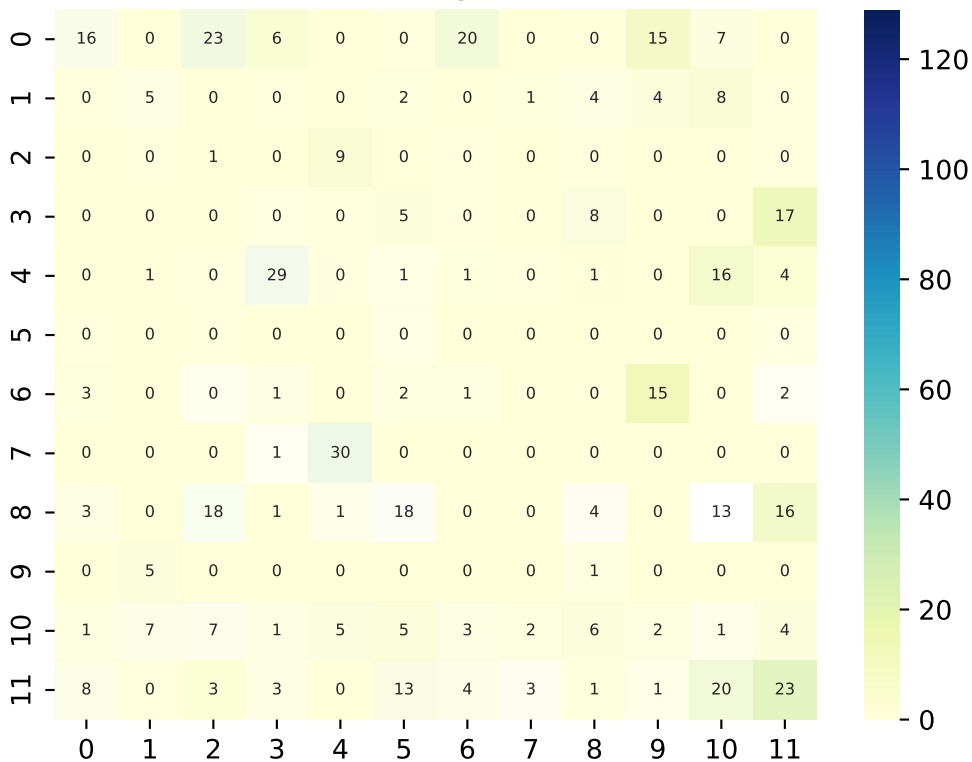 0 16 0 23 6 0 0 20 0 0 15 7 0
1 0 5 0 0 0 2 0 1 4 4 8 0
2 0 0 1 0 9 0 0 0 0 0 0 0
3 0 0 0 0 0 5 0 0 8 0 0 17
4 0 1 0 29 0 1 1 0 1 0 16 4
5 0 0 0 0 0 0 0 0 0 0 0 0
6 3 0 0 1 0 2 1 0 0 15 0 2
7 0 0 0 1 30 0 0 0 0 0 0 0
8 3 0 18 1 1 18 0 0 4 0 13 16
9 0 5 0 0 0 0 0 0 1 0 0 0
10 1 7 7 1 5 5 3 2 6 2 1 4
11 8 0 3 3 0 13 4 3 1 1 20 23
0 1 2 3 4 5 6 7 8 9 10 11
120
100
80
60
40
20
0